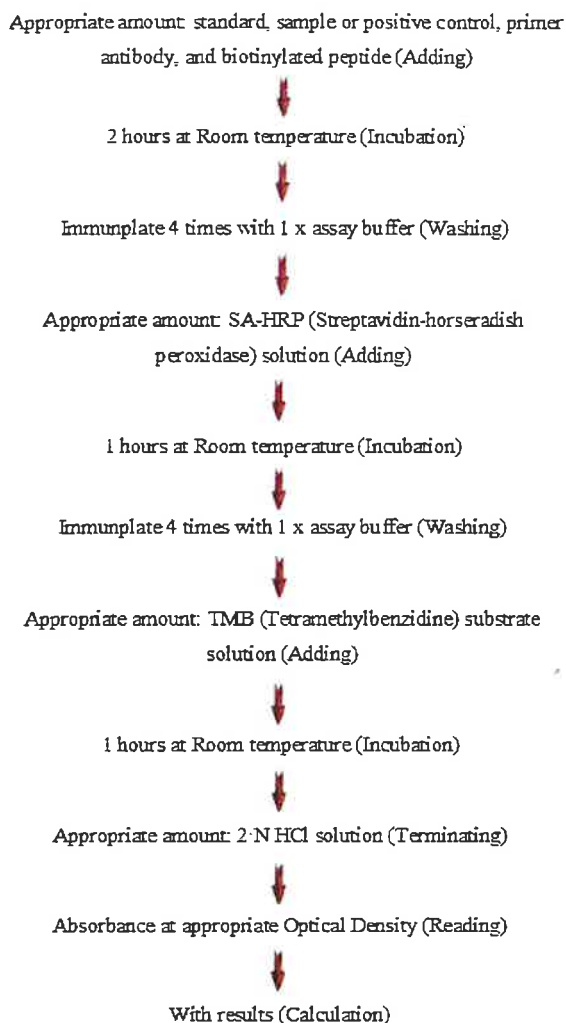 Appropriate amount: standard, sample or positive control, primer
antibody, and biotinylated peptide (Adding)
2 hours at Room temperature (Incubation)
Immunplate 4 times with 1 x assay buffer (Washing)
Appropriate amount: SA-HRP (Streptavidin-horseradish
peroxidase) solution (Adding)
1 hours at Room temperature (Incubation)
Immunplate 4 times with 1 x assay buffer (Washing)
Appropriate amount: TMB (Tetramethylbenzidine) substrate
solution (Adding)
1 hours at Room temperature (Incubation)
Appropriate amount: 2·N HCl solution (Terminating)
Absorbance at appropriate Optical Density (Reading)
With results (Calculation)